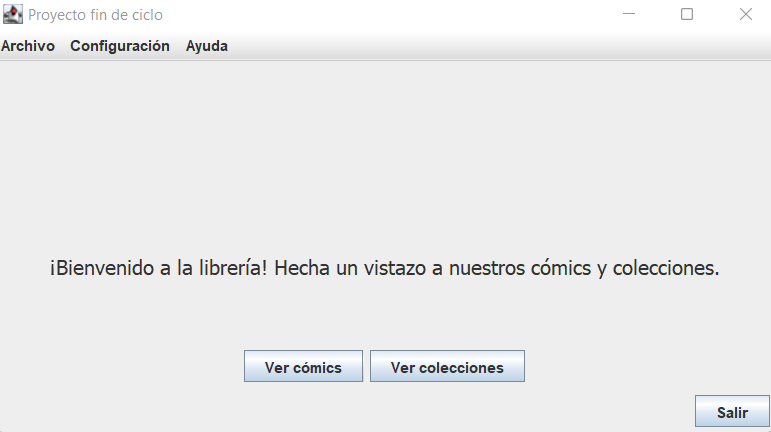 Proyecto fin de ciclo
Archivo Configuración Ayuda
¡Bienvenido a la librería! Hecha un vistazo a nuestros cómics y colecciones.
Ver cómics Ver colecciones
Salir